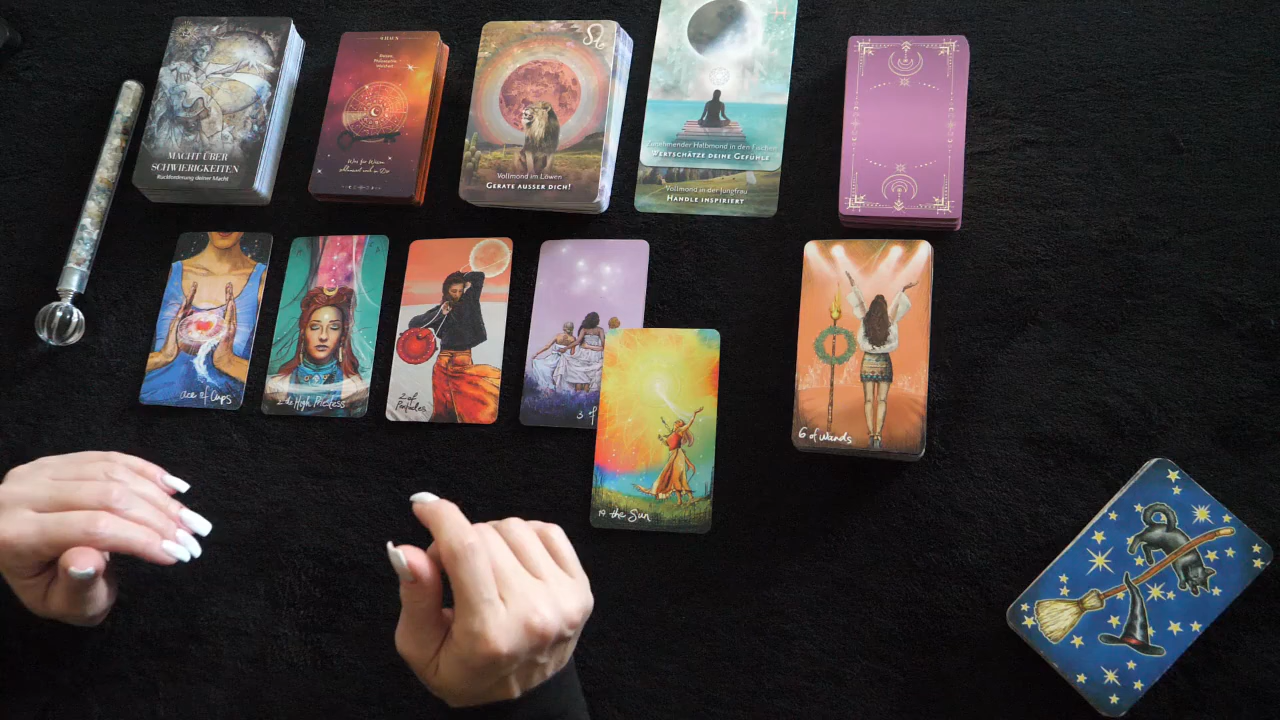 MACHT ÜBER
SCHWIERIGKEITEN
Rückforderung deiner Macht
Vollmond im Löwen
GERATE AUSSER DICH!
Zunehmender Halbmond in den Fischen
WERTSCHÄTZE DEINE GEFÜHLE
Vollmond in der Jungfrau
HANDLE INSPIRIERT
ace of Cups
2 the High Priestess
2 of
Pentacles
3 of
19 the Sun
6 of Wands